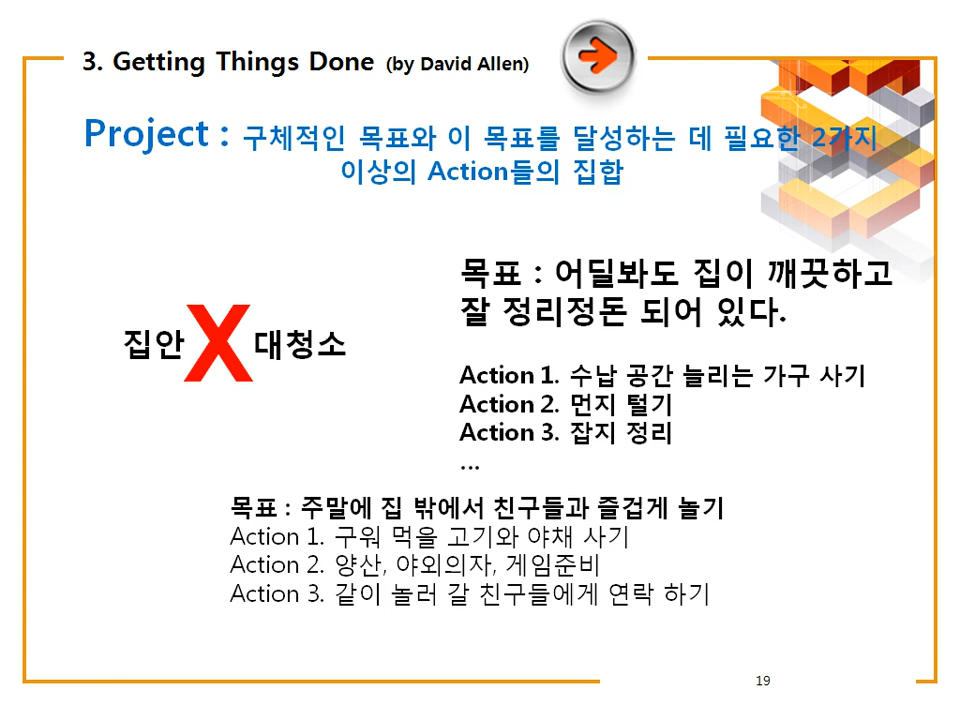 3. Getting Things Done (by David Allen)
Project : 구체적인 목표와 이 목표를 달성하는 데 필요한 2가지
이상의 Action들의 집합
집안 X 대청소
목표 : 어딜봐도 집이 깨끗하고
잘 정리정돈 되어 있다.
Action 1. 수납 공간 늘리는 가구 사기
Action 2. 먼지 털기
Action 3. 잡지 정리
...
목표 : 주말에 집 밖에서 친구들과 즐겁게 놀기
Action 1. 구워 먹을 고기와 야채 사기
Action 2. 양산, 야외의자, 게임준비
Action 3. 같이 놀러 갈 친구들에게 연락 하기
19